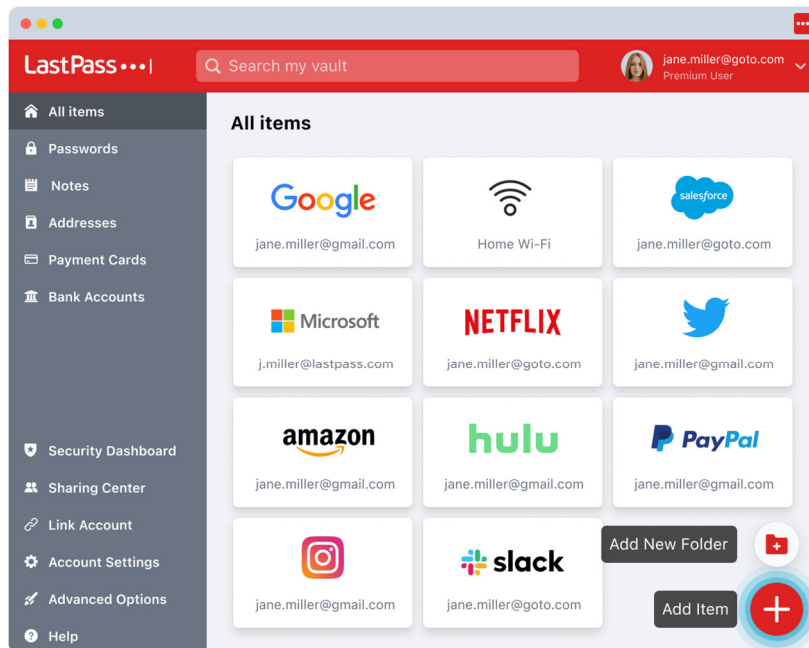 LastPass
Search my vault
jane.miller@goto.com
Premium User
All items
Passwords
Notes
Addresses
Payment Cards
Bank Accounts
Security Dashboard
Sharing Center
Link Account
Account Settings
Advanced Options
Help
All items
Google
jane.miller@gmail.com
Home Wi-Fi
salesforce
jane.miller@goto.com
Microsoft
j.miller@lastpass.com
NETFLIX
jane.miller@goto.com
jane.miller@gmail.com
amazon
jane.miller@gmail.com
hulu
jane.miller@gmail.com
PayPal
jane.miller@gmail.com
jane.miller@gmail.com
slack
jane.miller@goto.com
Add New Folder
Add Item